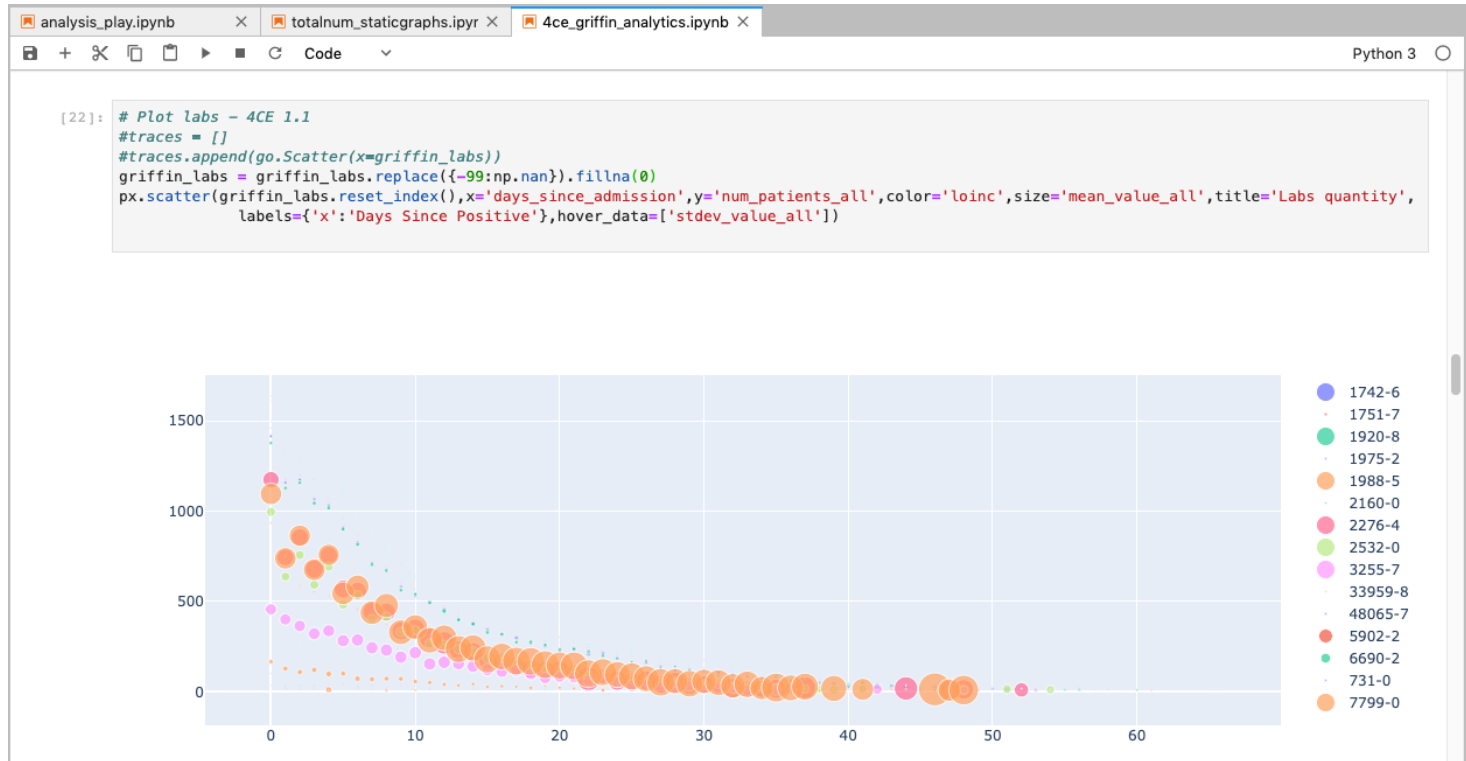 analysis_play.ipynb
totalnum_staticgraphs.ipyr
4ce_griffin_analytics.ipynb
Code
Python 3
[22]:
# Plot labs – 4CE 1.1
#traces = []
#traces.append(go.Scatter(x=griffin_labs))
griffin_labs = griffin_labs.replace({-99:np.nan}).fillna(0)
px.scatter(griffin_labs.reset_index(),x='days_since_admission',y='num_patients_all',color='loinc',size='mean_value_all',title='Labs quantity',
labels={'x':'Days Since Positive'},hover_data=['stdev_value_all'])
1500
1000
500
0
0
10
20
30
40
50
60
1742-6
1751-7
1920-8
1975-2
1988-5
2160-0
2276-4
2532-0
3255-7
33959-8
48065-7
5902-2
6690-2
731-0
7799-0